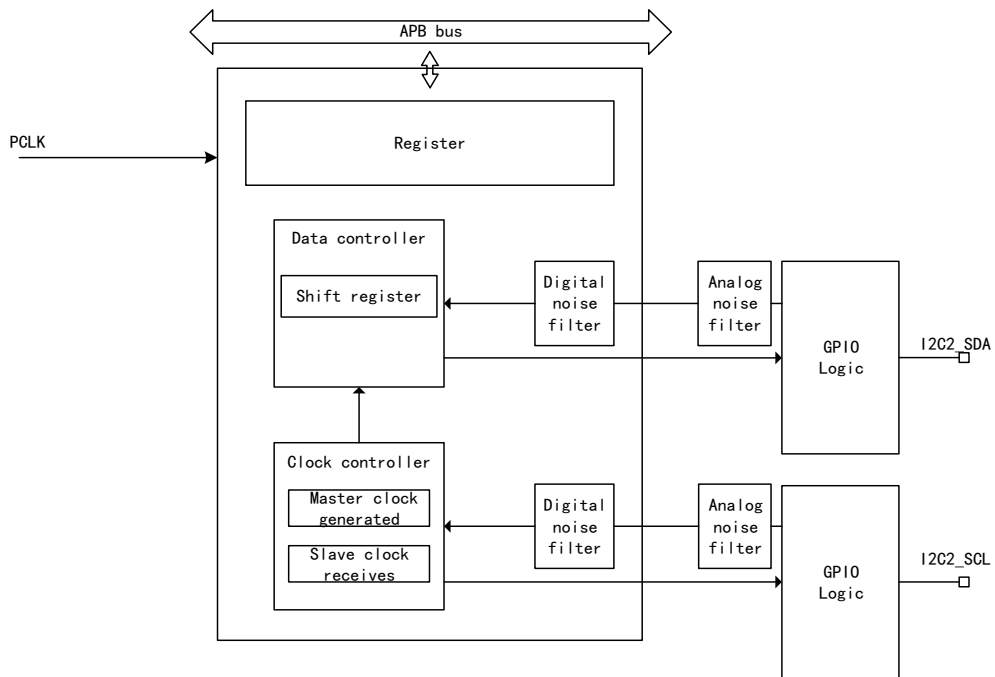 APB bus
PCLK
Register
Data controller
Shift register
Digital
noise
filter
Analog
noise
filter
GPIO
Logic
I2C2_SDA
Clock controller
Master clock
generated
Slave clock
receives
Digital
noise
filter
Analog
noise
filter
GPIO
Logic
I2C2_SCL